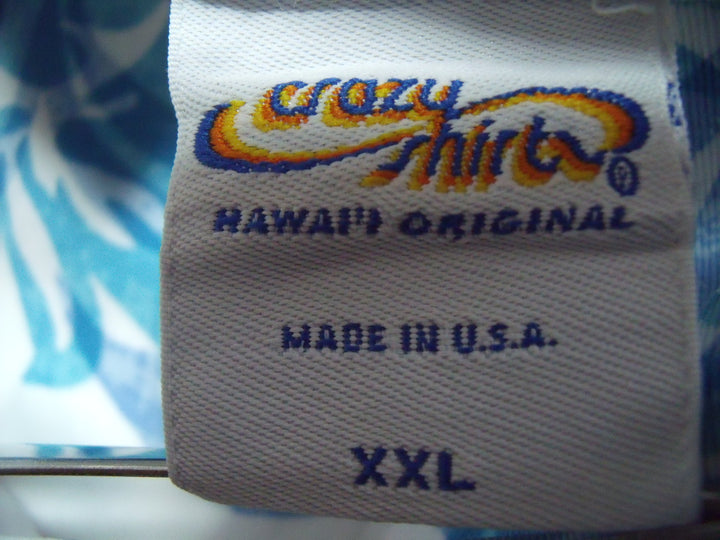 crazy
shirts®
HAWAI'I ORIGINAL
MADE IN U.S.A.
XXL